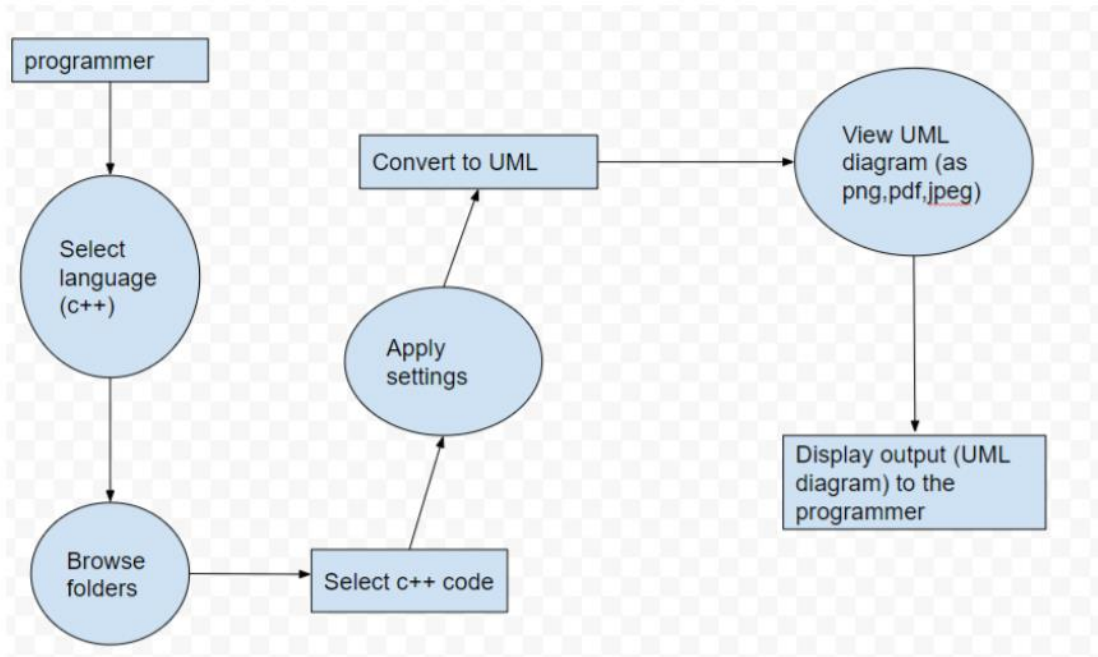 programmer
Select
language
(c++)
Browse
folders
Select c++ code
Apply
settings
Convert to UML
View UML
diagram (as
png,pdf,jpeg)
Display output (UML
diagram) to the
programmer